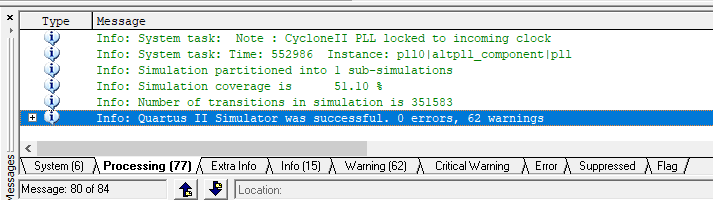 Type Message
Info: System task:  Note : CycloneII PLL locked to incoming clock
Info: System task: Time: 552986  Instance: pll0|altpll_component|pll
Info: Simulation partitioned into 1 sub-simulations
Info: Simulation coverage is      51.10 %
Info: Number of transitions in simulation is 351583
Info: Quartus II Simulator was successful. 0 errors, 62 warnings
System (6) Processing (77) Extra Info Info (15) Warning (62) Critical Warning Error Suppressed Flag
Messages
Message: 80 of 84 Location: